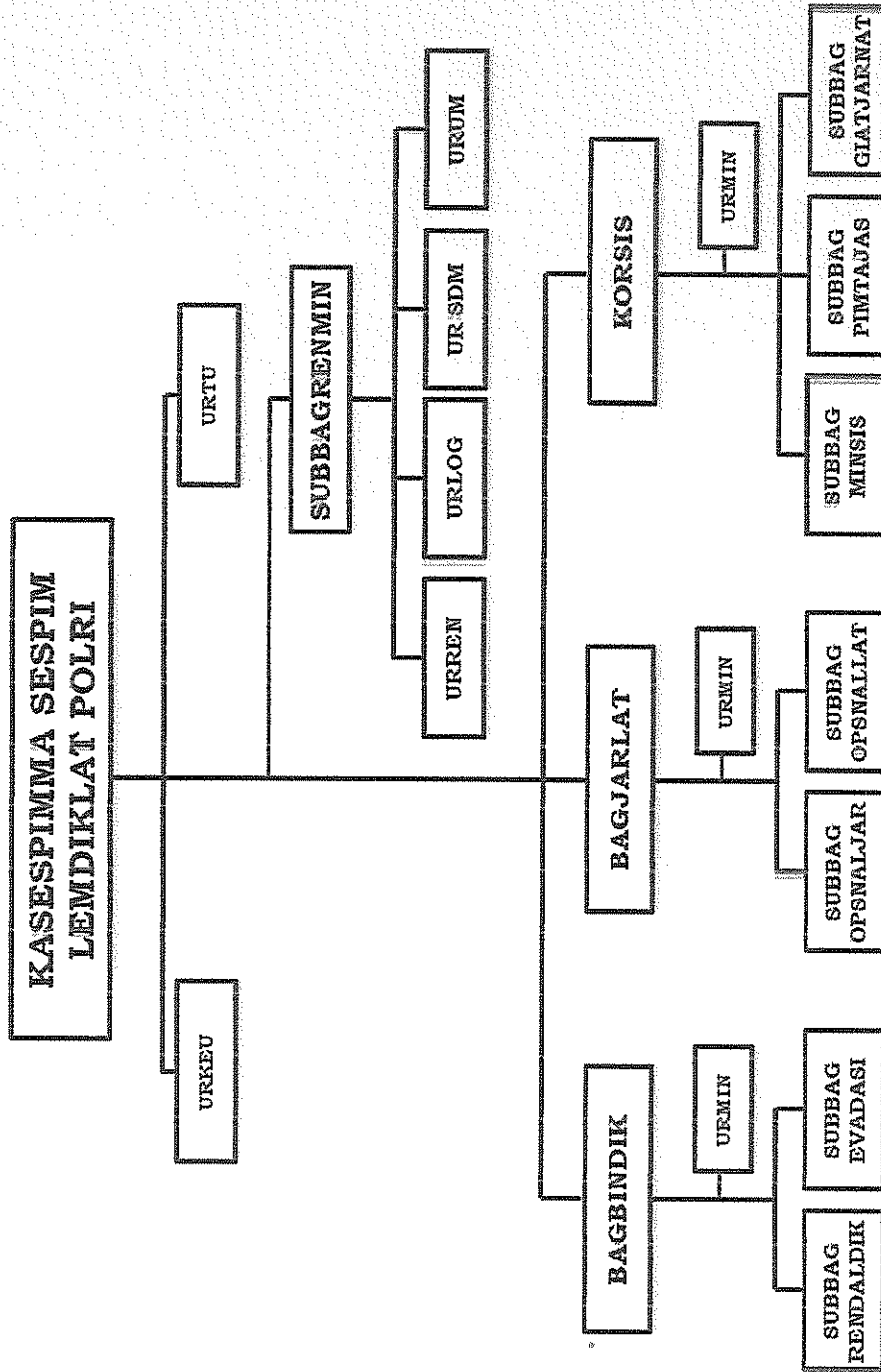 KASESPIMMA SESPIM
LEMDIKLAT POLRI
URKEU
URTU
SUBBAGRENMIN
URREN
URLOG
UR SDM
URUM
BAGBINDIK
BAGJARLAT
KORSIS
URMIN
URMIN
URMIN
SUBBAG
RENDALDIK
SUBBAG
EVADASI
SUBBAG
OPSNALJAR
SUBBAG
OPSNALLAT
SUBBAG
MINSIS
SUBBAG
PIMTAJAS
SUBBAG
GIATJARNAT